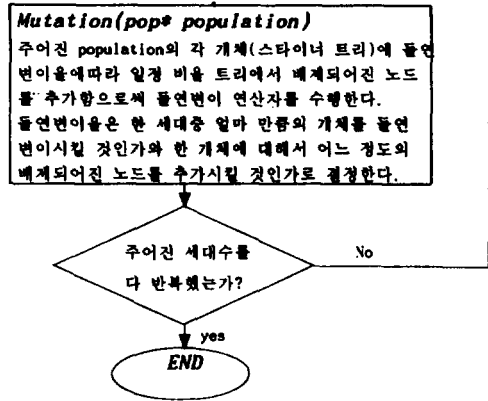 Mutation(pop* population)
주어진 population의 각 개체(스타이너 트리)에 돌연
변이율에따라 일정 비율 트리에서 배제되어진 노드
를 추가함으로써 돌연변이 연산자를 수행한다.
돌연변이율은 한 세대중 얼마 만큼의 개체를 돌연
변이시킬 것인가와 한 개체에 대해서 어느 정도의
배제되어진 노드를 추가시킬 것인가로 결정한다.
주어진 세대수를
다 반복했는가?
No
yes
END